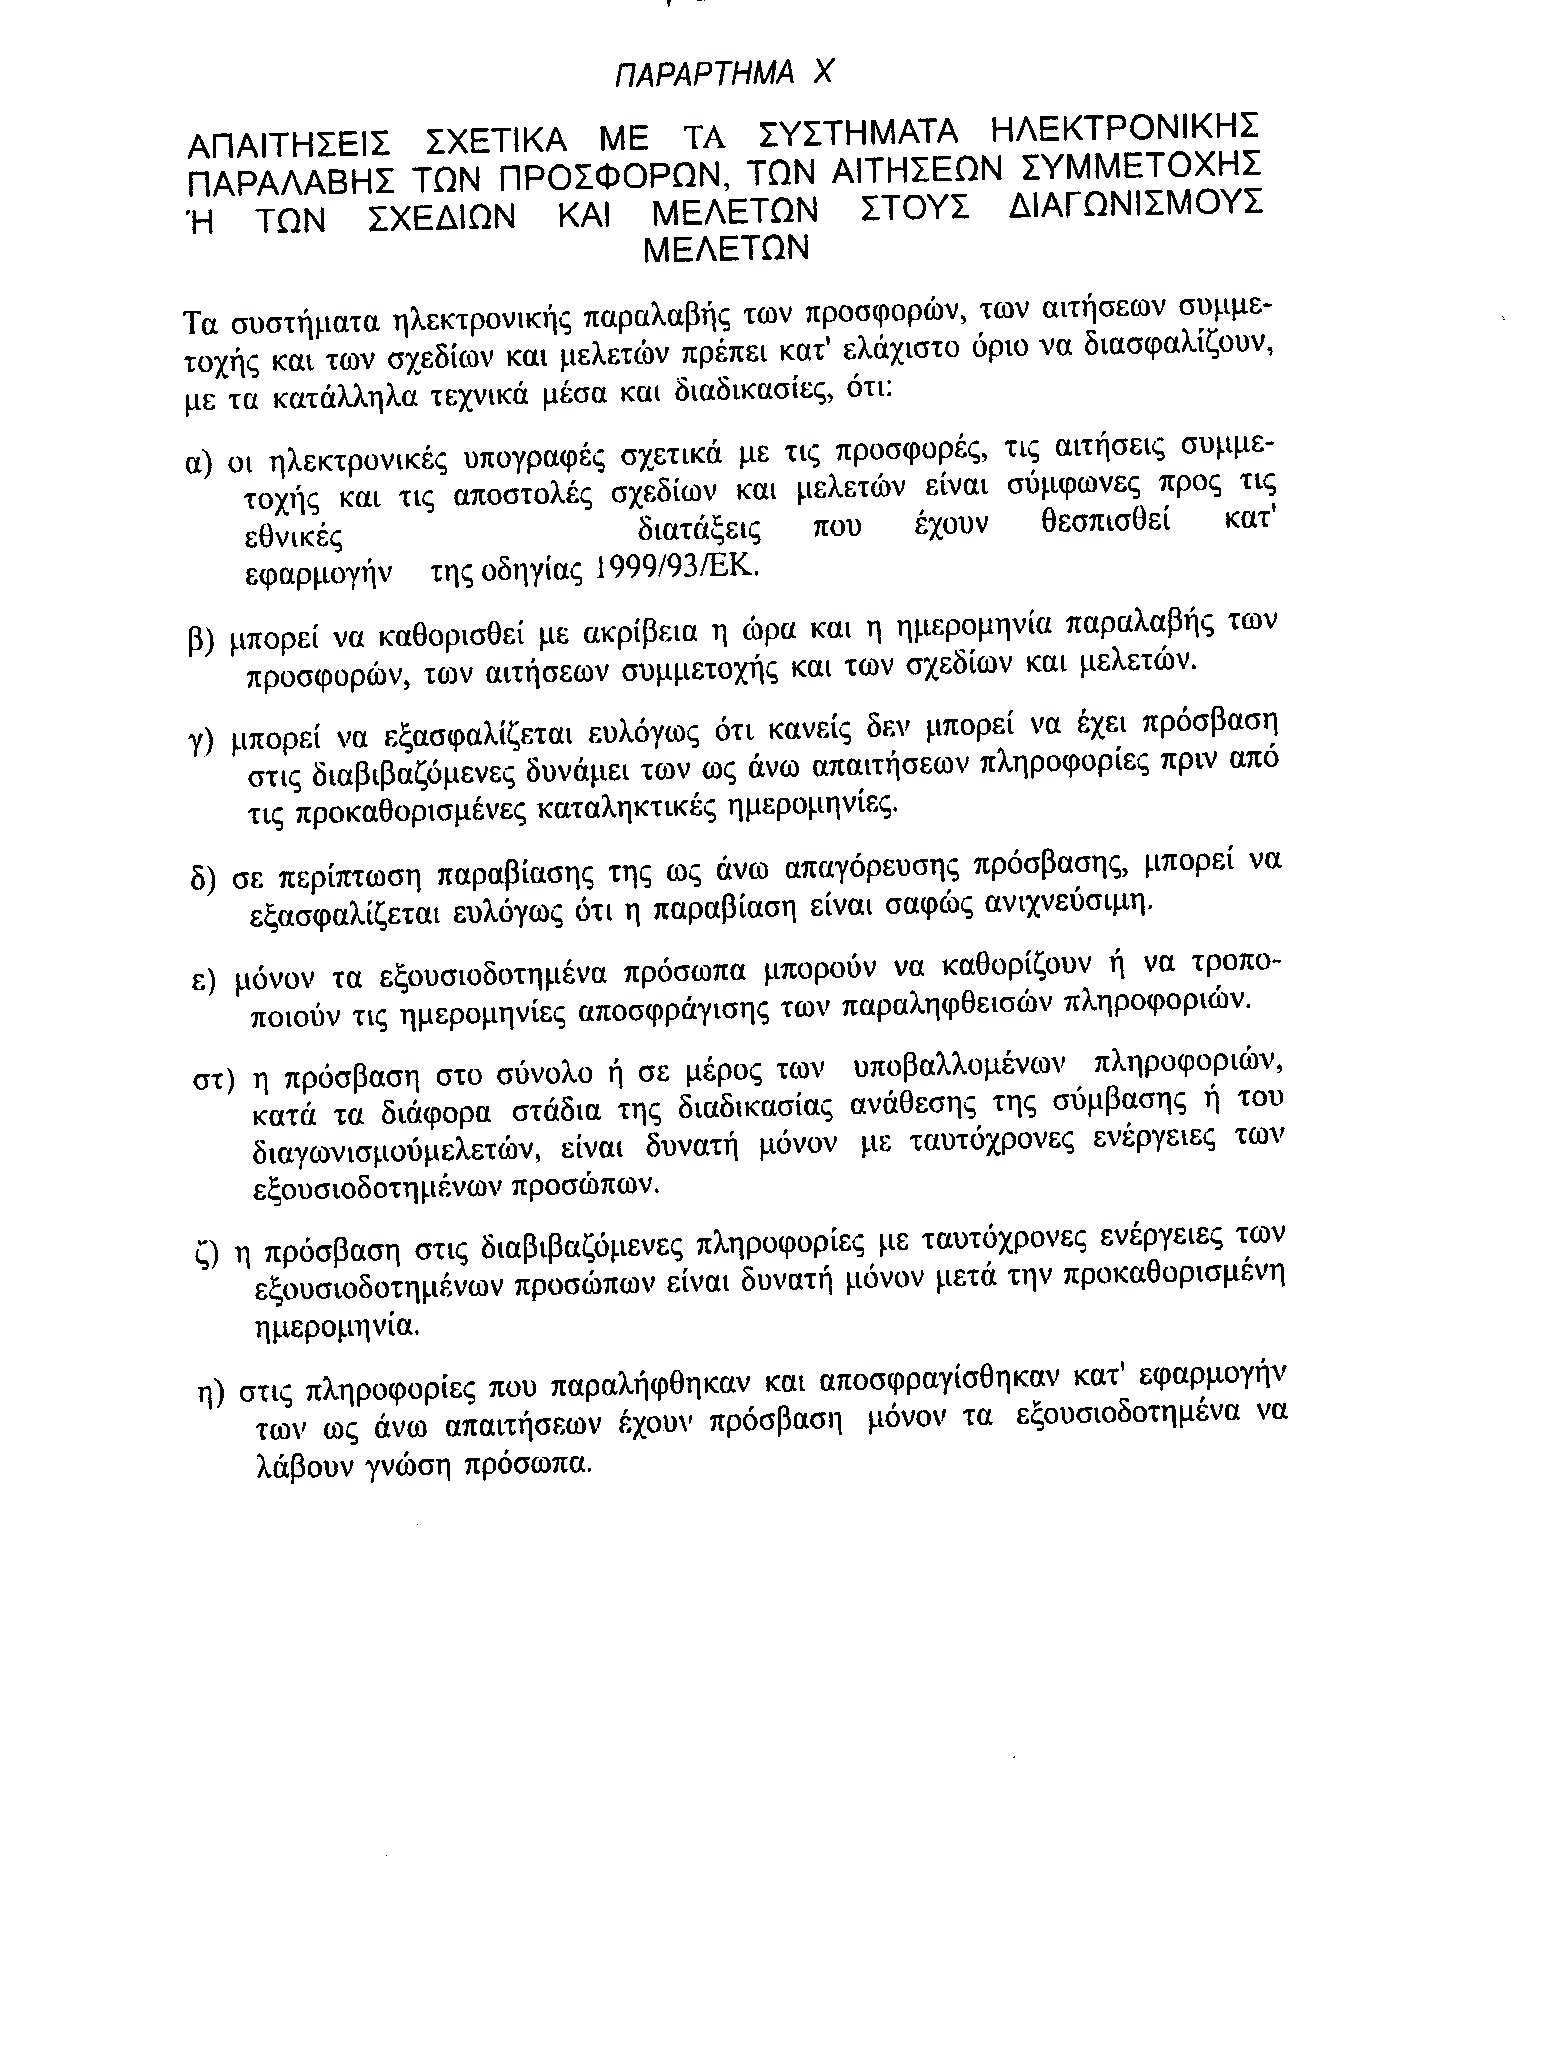 ΠΑΡΑΡΤΗΜΑ Χ
ΑΠΑΙΤΗΣΕΙΣ ΣΧΕΤΙΚΑ ΜΕ ΤΑ ΣΥΣΤΗΜΑΤΑ ΗΛΕΚΤΡΟΝΙΚΗΣ
ΠΑΡΑΛΑΒΗΣ ΤΩΝ ΠΡΟΣΦΟΡΩΝ, ΤΩΝ ΑΙΤΗΣΕΩΝ ΣΥΜΜΕΤΟΧΗΣ
Ή ΤΩΝ ΣΧΕΔΙΩΝ ΚΑΙ ΜΕΛΕΤΩΝ ΣΤΟΥΣ ΔΙΑΓΩΝΙΣΜΟΥΣ
ΜΕΛΕΤΩΝ
Τα συστήματα ηλεκτρονικής παραλαβής των προσφορών, των αιτήσεων συμμε-
τοχής και των σχεδίων και μελετών πρέπει κατ' ελάχιστο όριο να διασφαλίζουν,
με τα κατάλληλα τεχνικά μέσα και διαδικασίες, ότι:
α) οι ηλεκτρονικές υπογραφές σχετικά με τις προσφορές, τις αιτήσεις συμμε-
τοχής και τις αποστολές σχεδίων και μελετών είναι σύμφωνες προς τις
εθνικές διατάξεις που έχουν θεσπισθεί κατ'
εφαρμογήν της οδηγίας 1999/93/ΕΚ.
β) μπορεί να καθορισθεί με ακρίβεια η ώρα και η ημερομηνία παραλαβής των
προσφορών, των αιτήσεων συμμετοχής και των σχεδίων και μελετών.
γ) μπορεί να εξασφαλίζεται ευλόγως ότι κανείς δεν μπορεί να έχει πρόσβαση
στις διαβιβαζόμενες δυνάμει των ως άνω απαιτήσεων πληροφορίες πριν από
τις προκαθορισμένες καταληκτικές ημερομηνίες.
δ) σε περίπτωση παραβίασης της ως άνω απαγόρευσης πρόσβασης, μπορεί να
εξασφαλίζεται ευλόγως ότι η παραβίαση είναι σαφώς ανιχνεύσιμη.
ε) μόνον τα εξουσιοδοτημένα πρόσωπα μπορούν να καθορίζουν ή να τροπο-
ποιούν τις ημερομηνίες αποσφράγισης των παραληφθεισών πληροφοριών.
στ) η πρόσβαση στο σύνολο ή σε μέρος των υποβαλλομένων πληροφοριών,
κατά τα διάφορα στάδια της διαδικασίας ανάθεσης της σύμβασης ή του
διαγωνισμούμελετών, είναι δυνατή μόνον με ταυτόχρονες ενέργειες των
εξουσιοδοτημένων προσώπων.
ζ) η πρόσβαση στις διαβιβαζόμενες πληροφορίες με ταυτόχρονες ενέργειες των
εξουσιοδοτημένων προσώπων είναι δυνατή μόνον μετά την προκαθορισμένη
ημερομηνία.
η) στις πληροφορίες που παραλήφθηκαν και αποσφραγίσθηκαν κατ' εφαρμογήν
των ως άνω απαιτήσεων έχουν πρόσβαση μόνον τα εξουσιοδοτημένα να
λάβουν γνώση πρόσωπα.